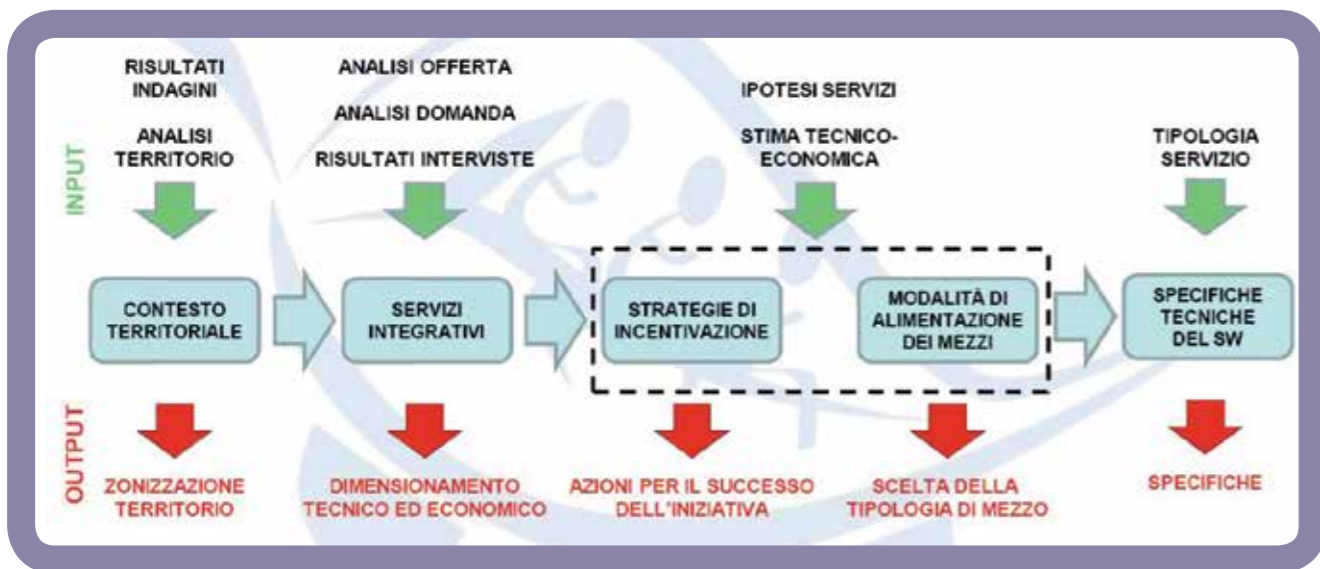 RISULTATI
INDAGINI
ANALISI
TERRITORIO
ANALISI OFFERTA
ANALISI DOMANDA
RISULTATI INTERVISTE
IPOTESI SERVIZI
STIMA TECNICO-
ECONOMICA
TIPOLOGIA
SERVIZIO
INPUT
CONTESTO
TERRITORIALE
SERVIZI
INTEGRATIVI
STRATEGIE DI
INCENTIVAZIONE
MODALITÀ DI
ALIMENTAZIONE
DEI MEZZI
SPECIFICHE
TECNICHE
DEL SW
OUTPUT
ZONIZZAZIONE
TERRITORIO
DIMENSIONAMENTO
TECNICO ED ECONOMICO
AZIONI PER IL SUCCESSO
DELL'INIZIATIVA
SCELTA DELLA
TIPOLOGIA DI MEZZO
SPECIFICHE